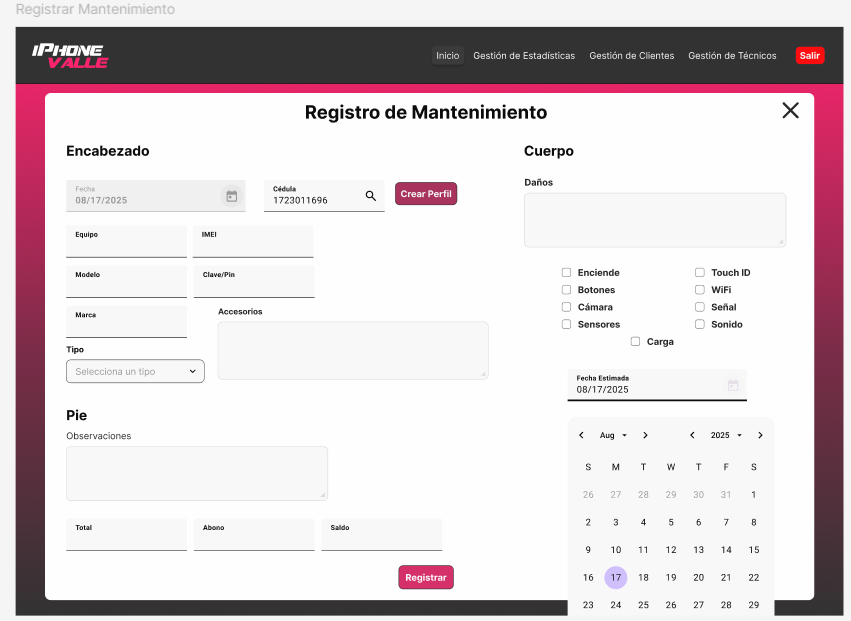 Registrar Mantenimiento
iPHONE
VALLE
Inicio Gestión de Estadísticas Gestión de Clientes Gestión de Técnicos Salir
Registro de Mantenimiento
Encabezado
Fecha
08/17/2025
Cédula
1723011696
Crear Perfil
Equipo
IMEI
Modelo
Clave/Pin
Marca
Accesorios
Tipo
Selecciona un tipo
Pie
Observaciones
Total
Abono
Saldo
Registrar
Cuerpo
Daños
Enciende Touch ID
Botones WiFi
Cámara Señal
Sensores Sonido
Carga
Fecha Estimada
08/17/2025
Aug 2025
S M T W T F S
26 27 28 29 30 31 1
2 3 4 5 6 7 8
9 10 11 12 13 14 15
16 17 18 19 20 21 22
23 24 25 26 27 28 29